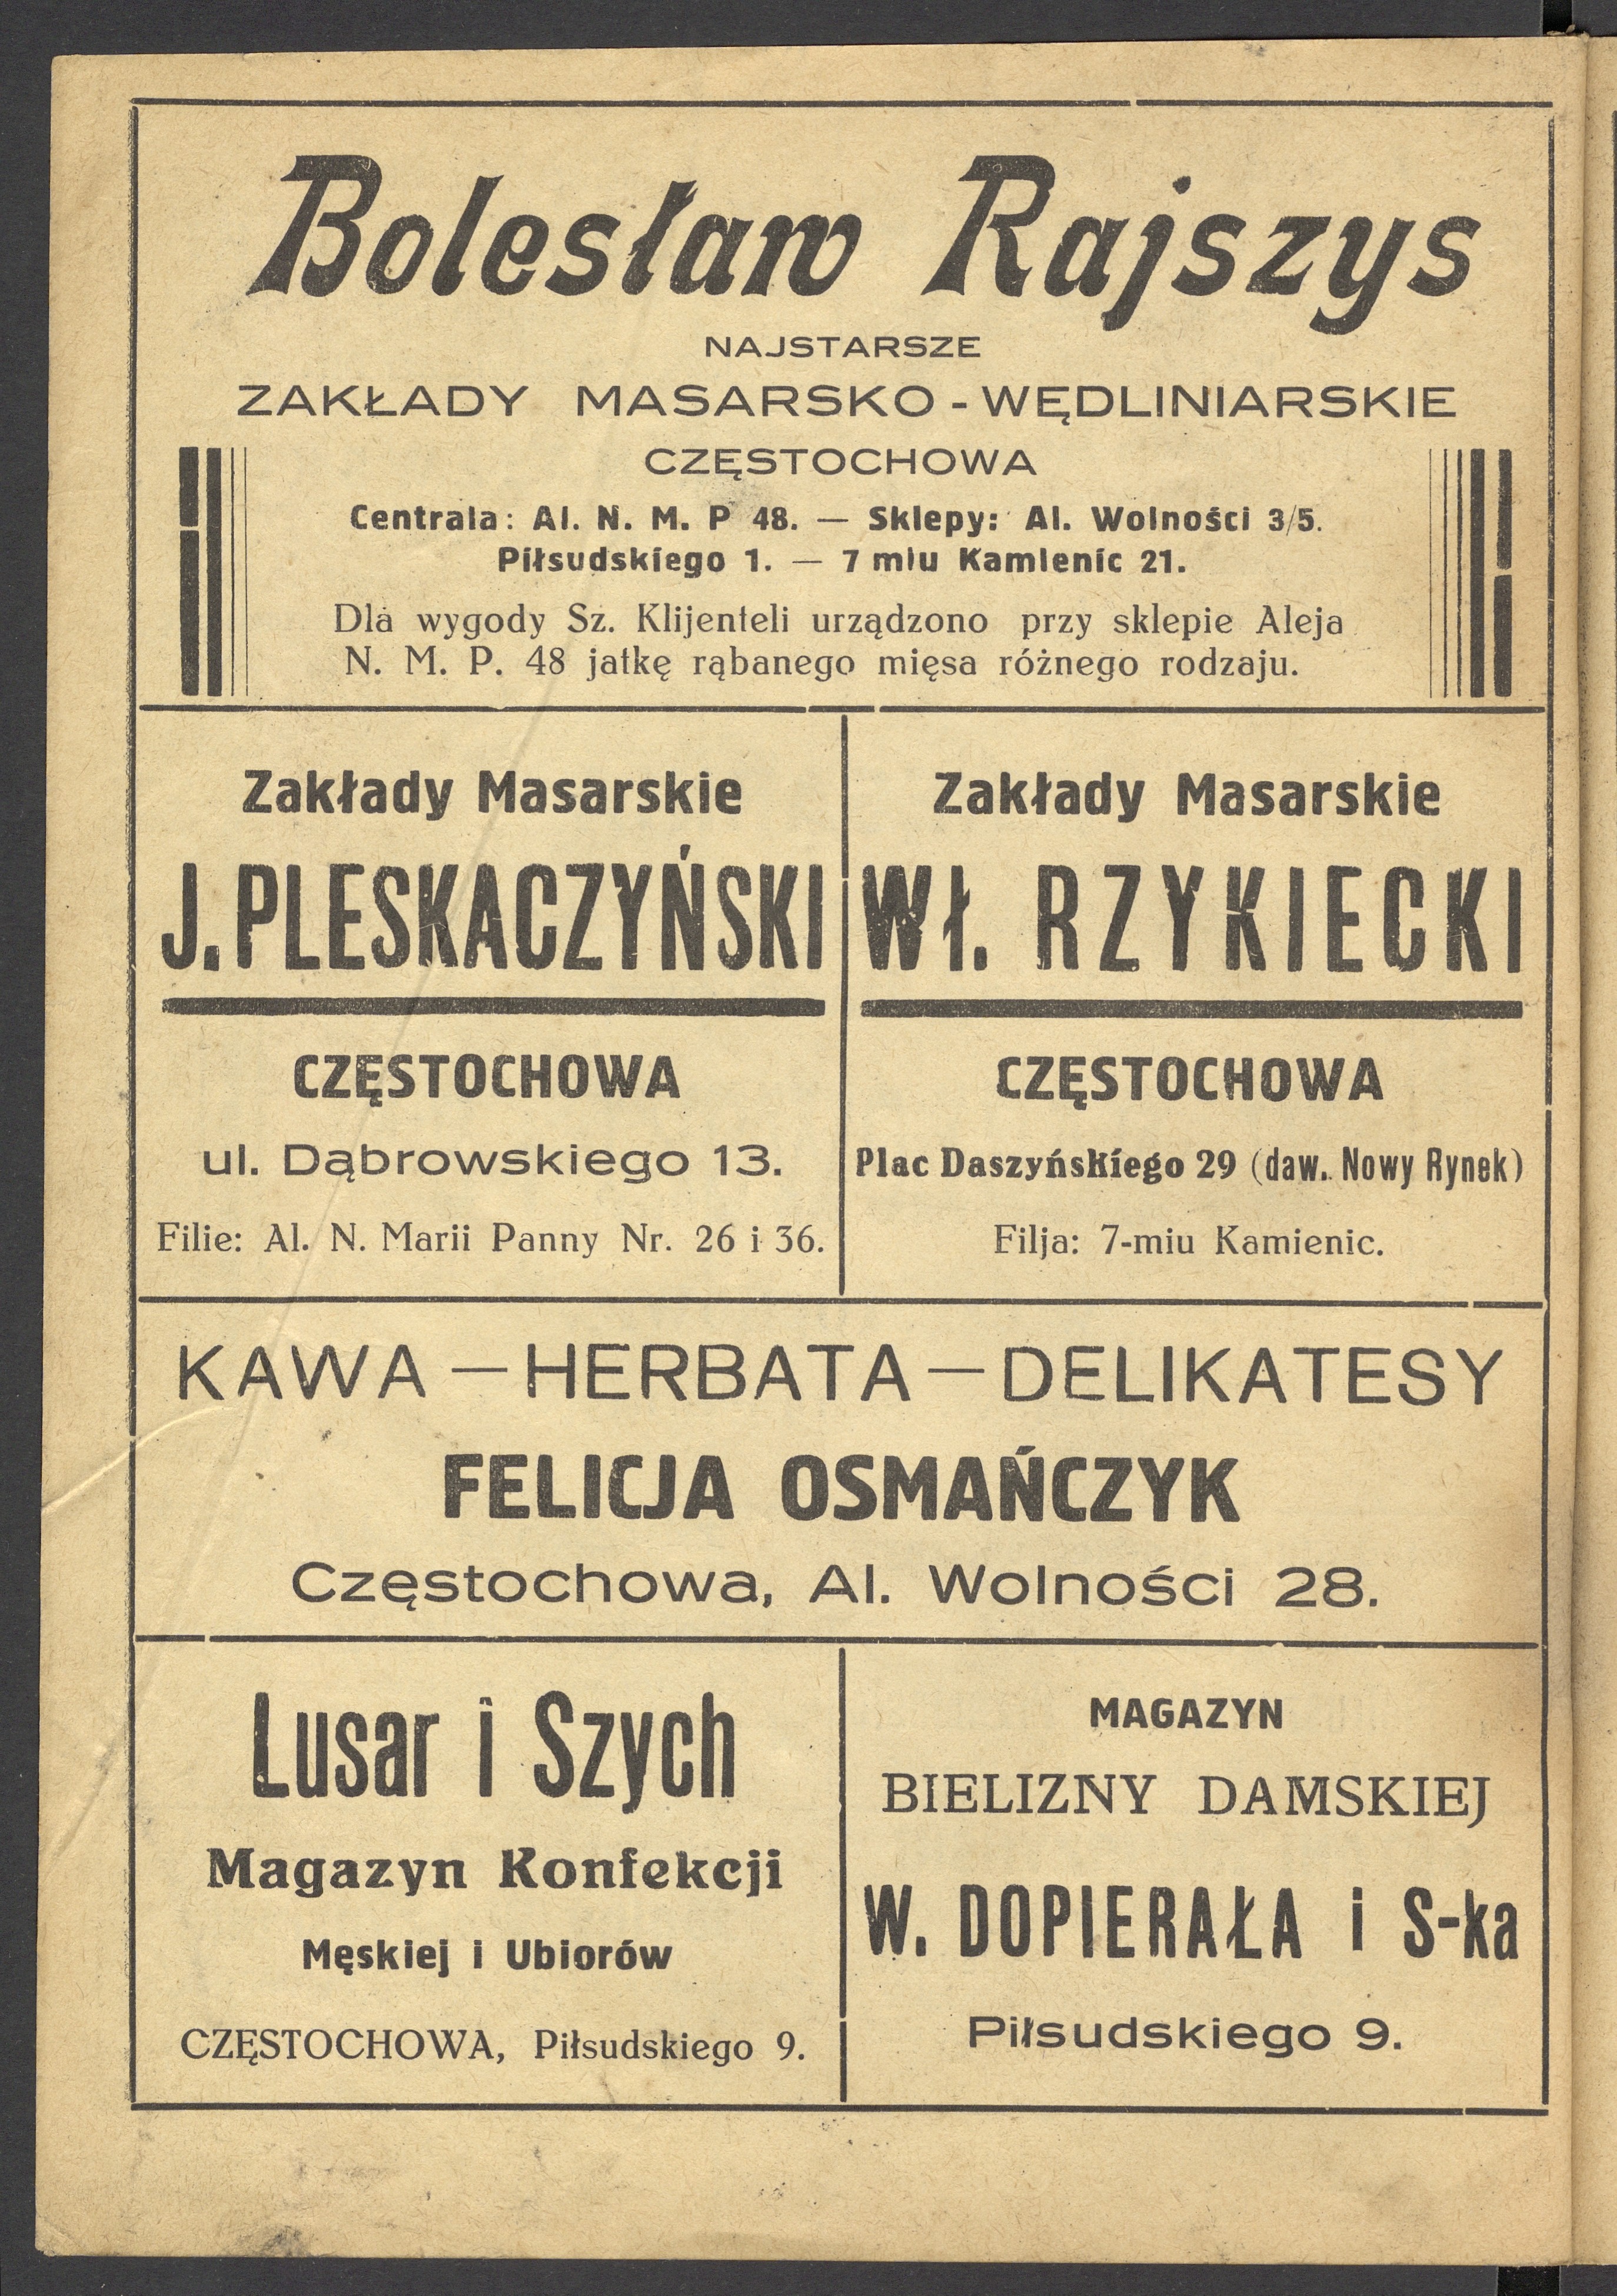 Bolesław Rajszys
NAJSTARSZE
ZAKŁADY MASARSKO - WĘDLINIARSKIE
CZĘSTOCHOWA
Centrala: Al. N. M. P 48. — Sklepy: Al. Wolności 3/5.
Piłsudskiego 1. — 7 miu Kamienic 21.
Dla wygody Sz. Klijenteli urządzono przy sklepie Aleja
N. M. P. 48 jatkę rąbanego mięsa różnego rodzaju.
Zakłady Masarskie
J. PLESKACZYŃSKI
CZĘSTOCHOWA
ul. Dąbrowskiego 13.
Filie: Al. N. Marii Panny Nr. 26 i 36.
Zakłady Masarskie
Wł. RZYKIECKI
CZĘSTOCHOWA
Plac Daszyńskiego 29 (daw. Nowy Rynek)
Filja: 7-miu Kamienic.
KAWA — HERBATA — DELIKATESY
FELICJA OSMAŃCZYK
Częstochowa, Al. Wolności 28.
Lusar i Szych
Magazyn Konfekcji
Męskiej i Ubiorów
CZĘSTOCHOWA, Piłsudskiego 9.
MAGAZYN
BIELIZNY DAMSKIEJ
W. DOPIERAŁA i S-ka
Piłsudskiego 9.